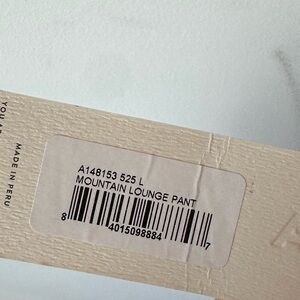 MADE IN PERU
A148153 525 L
MOUNTAIN LOUNGE PANT
8 4015098884 7